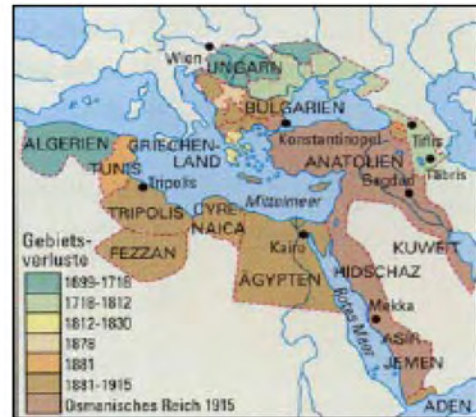 Wien
UNGARN
BULGARIEN
ALGERIEN
GRIECHEN-
LAND
Konstantinopel
Tiflis
TUNIS
ANATOLIEN
Täbris
Tripolis
Bagdad
Mittelmeer
TRIPOLIS
CYRE-
NAICA
Kairo
KUWEIT
FEZZAN
ÄGYPTEN
HIDSCHAZ
Rotes Meer
Mekka
ASIR
JEMEN
ADEN
Gebiets-
verluste
1699-1718
1718-1812
1812-1830
1878
1881
1881-1915
Osmanisches Reich 1915